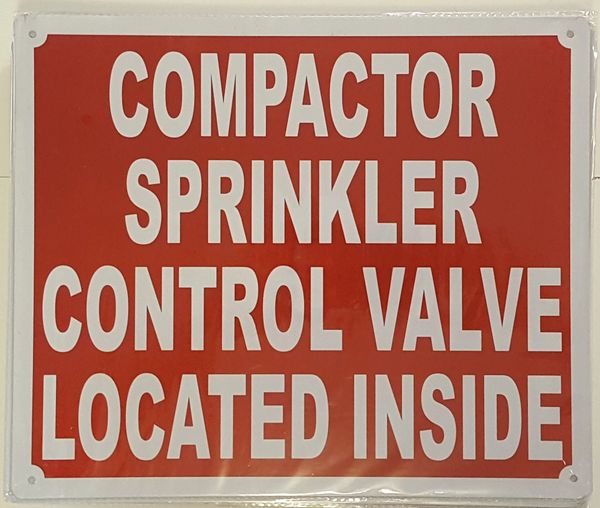 COMPACTOR
SPRINKLER
CONTROL VALVE
LOCATED INSIDE